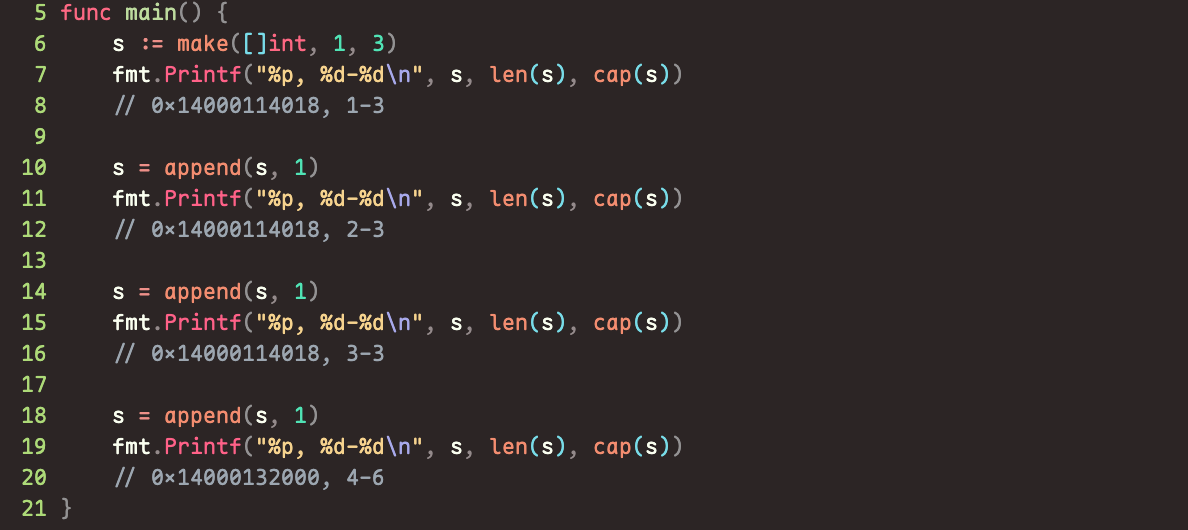 5 func main() {
6     s := make([]int, 1, 3)
7     fmt.Printf("%p, %d-%d\n", s, len(s), cap(s))
8     // 0×14000114018, 1-3
9
10     s = append(s, 1)
11     fmt.Printf("%p, %d-%d\n", s, len(s), cap(s))
12     // 0×14000114018, 2-3
13
14     s = append(s, 1)
15     fmt.Printf("%p, %d-%d\n", s, len(s), cap(s))
16     // 0×14000114018, 3-3
17
18     s = append(s, 1)
19     fmt.Printf("%p, %d-%d\n", s, len(s), cap(s))
20     // 0×14000132000, 4-6
21 }